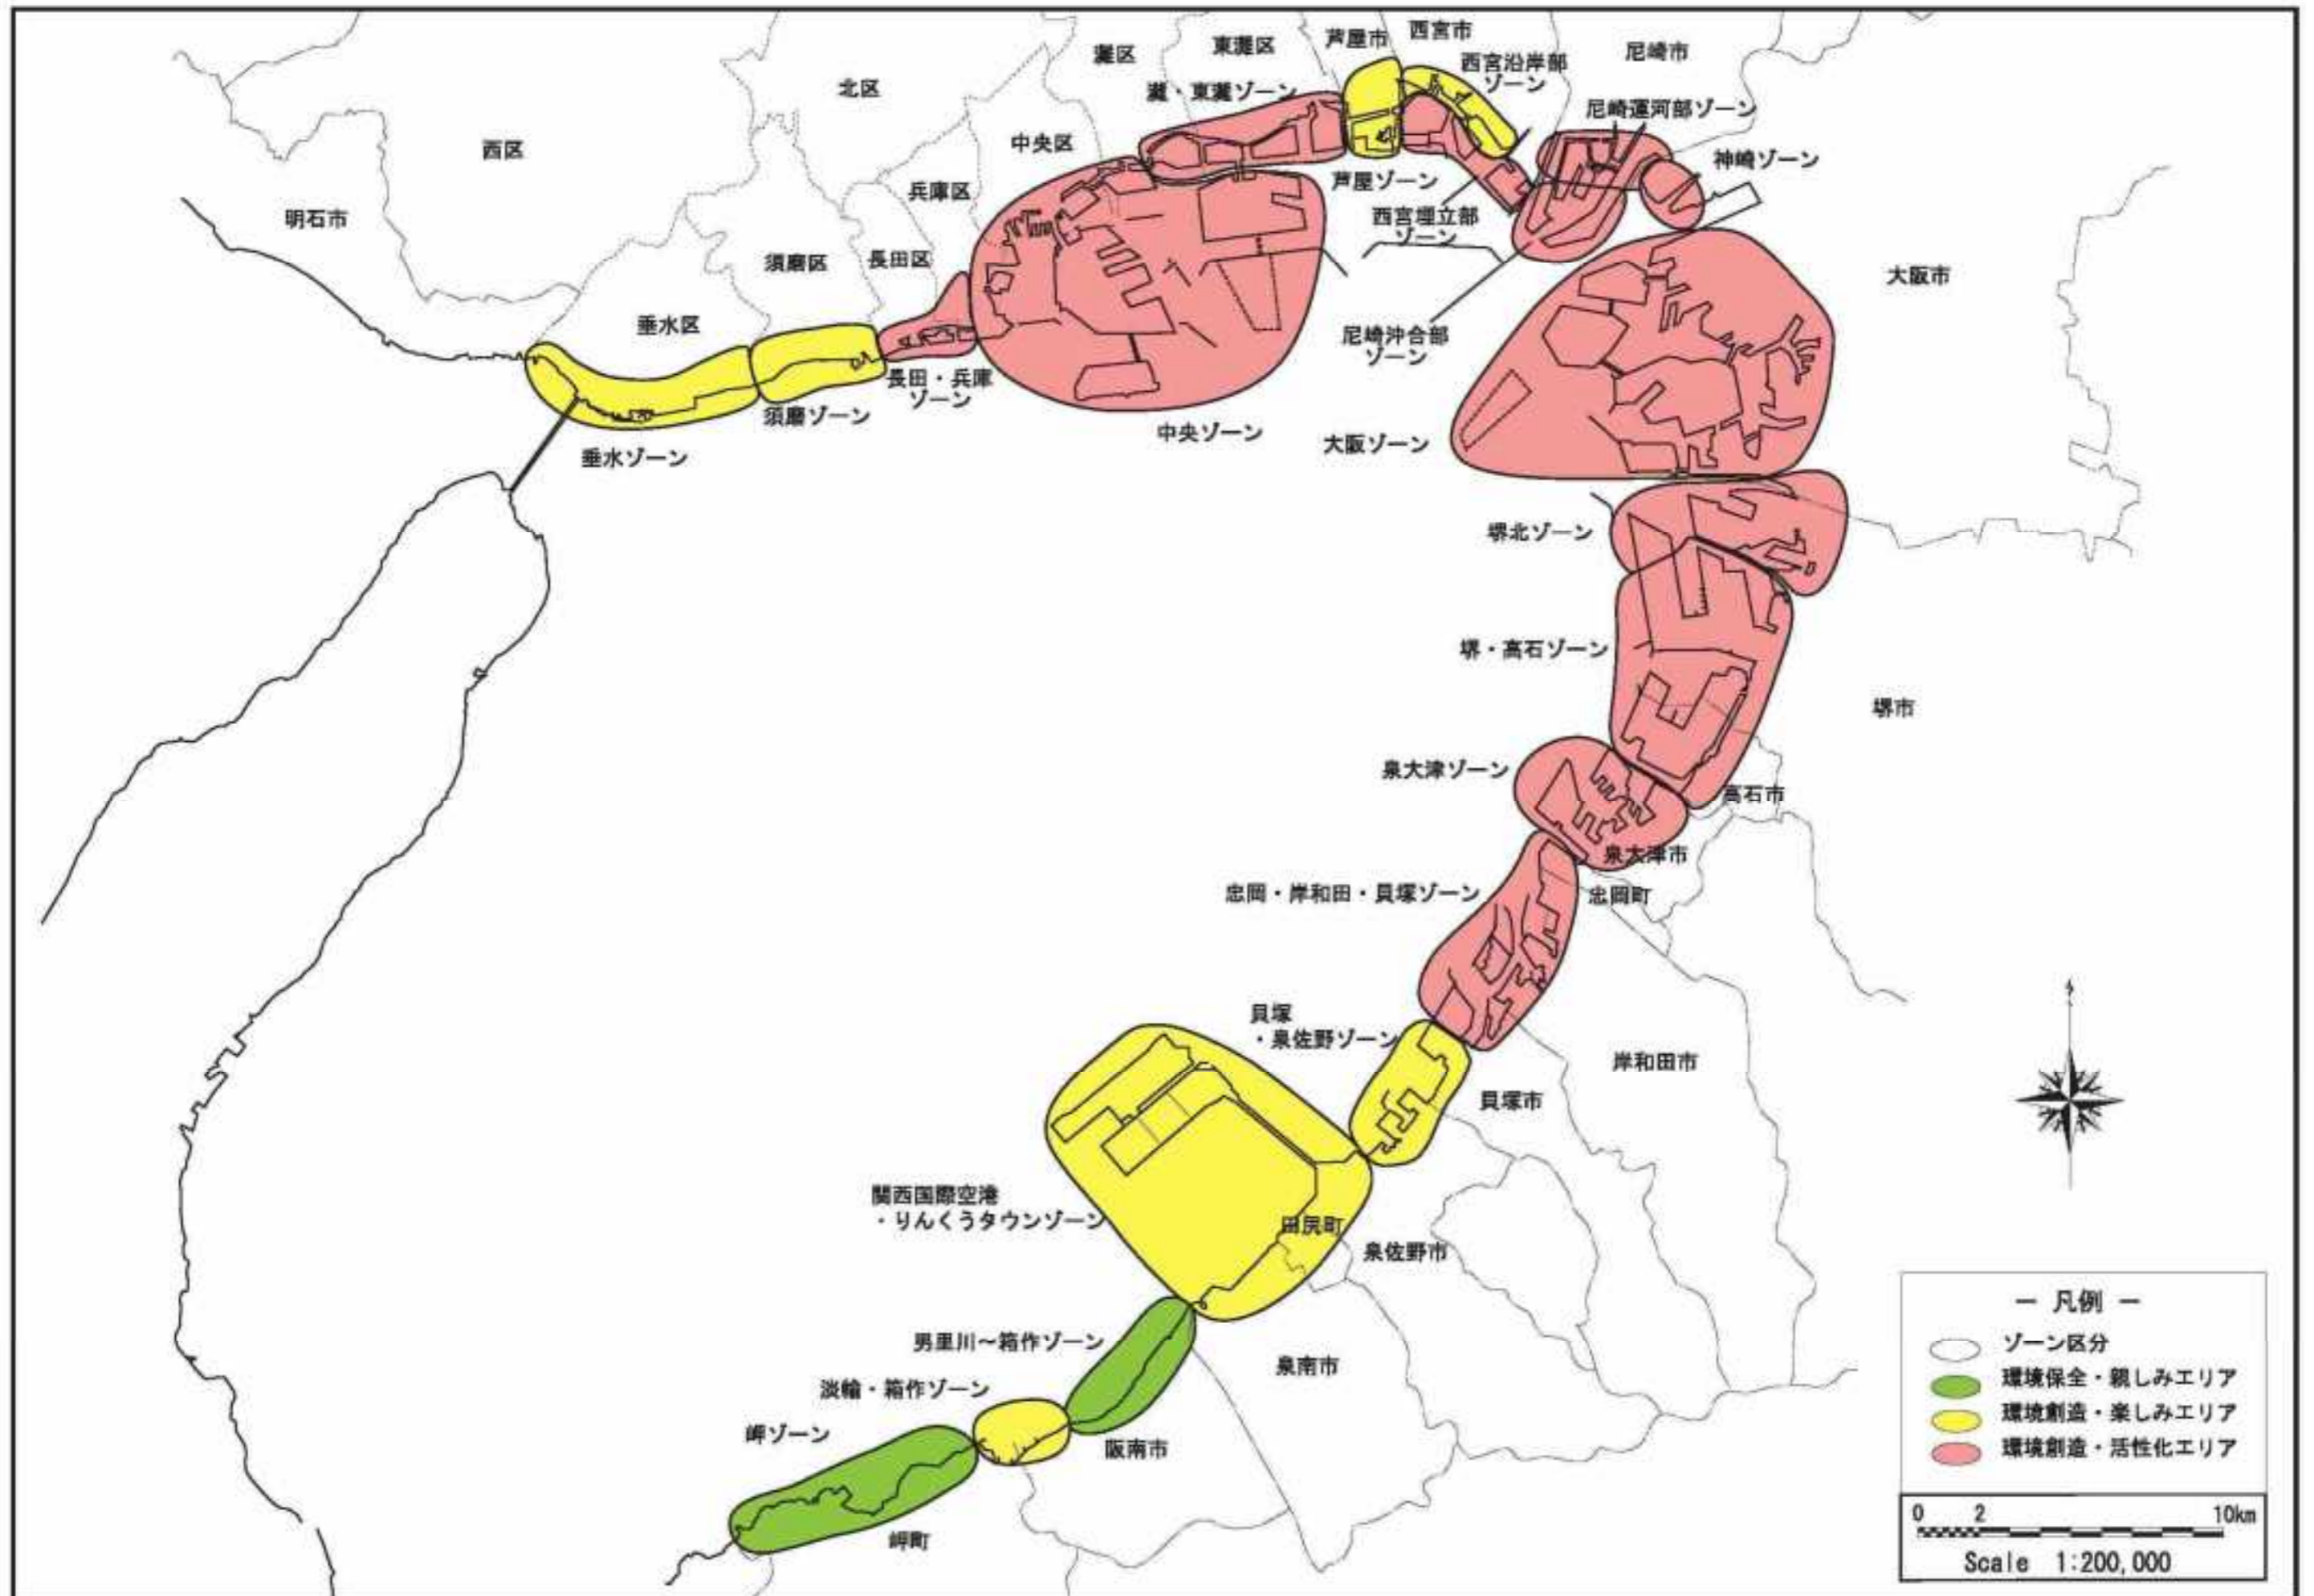 西宮市
芦屋市
東灘区
灘区
尼崎市
西宮沿岸部
ゾーン
北区
灘・東灘ゾーン
尼崎運河部ゾーン
中央区
西区
神崎ゾーン
芦屋ゾーン
兵庫区
明石市
西宮埋立部
ゾーン
須磨区
長田区
大阪市
垂水区
尼崎沖合部
ゾーン
長田・兵庫
ゾーン
須磨ゾーン
中央ゾーン
大阪ゾーン
垂水ゾーン
堺北ゾーン
堺・高石ゾーン
堺市
泉大津ゾーン
高石市
泉大津市
忠岡・岸和田・貝塚ゾーン
忠岡町
貝塚
・泉佐野ゾーン
岸和田市
貝塚市
関西国際空港
・りんくうタウンゾーン
田尻町
泉佐野市
男里川～箱作ゾーン
泉南市
淡輪・箱作ゾーン
岬ゾーン
阪南市
岬町
― 凡例 ―
ゾーン区分
環境保全・親しみエリア
環境創造・楽しみエリア
環境創造・活性化エリア
0 2 10km
Scale 1:200,000